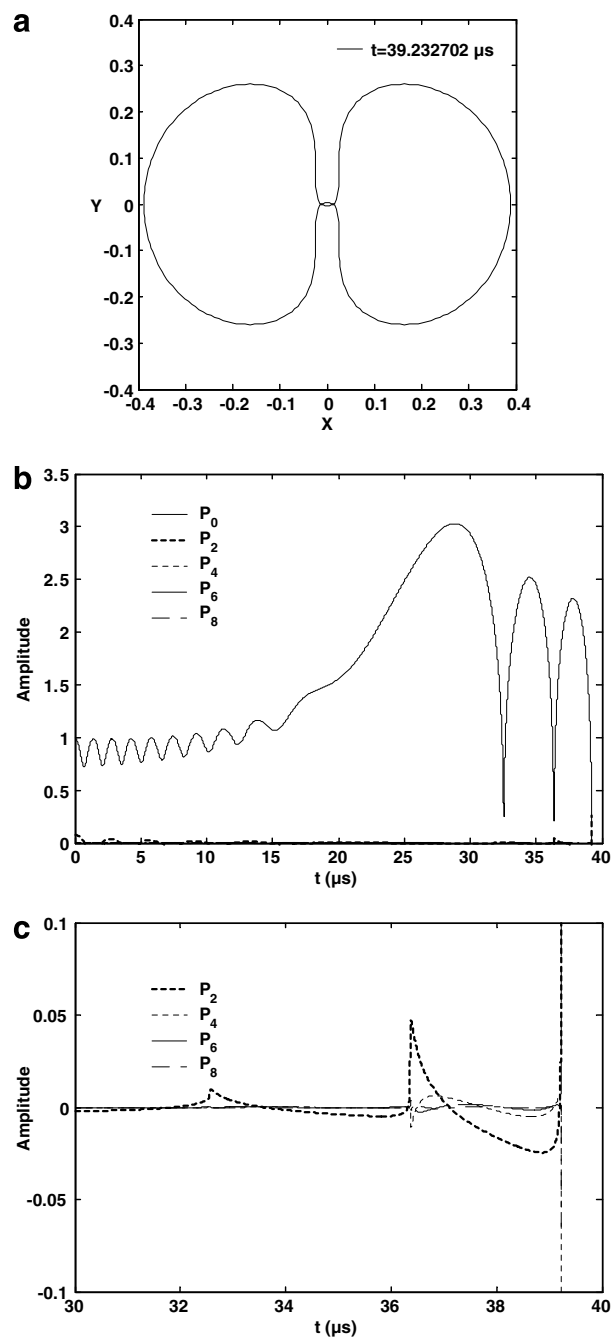 a
0.4
0.3
0.2
0.1
0
-0.1
-0.2
-0.3
-0.4
Y
t=39.232702 µs
-0.4 -0.3 -0.2 -0.1 0 0.1 0.2 0.3 0.4
X
b
3.5
3
2.5
2
1.5
1
0.5
0
Amplitude
P0
P2
P4
P6
P8
0 5 10 15 20 25 30 35 40
t (µs)
c
0.1
0.05
0
-0.05
-0.1
Amplitude
P2
P4
P6
P8
30 32 34 36 38 40
t (µs)